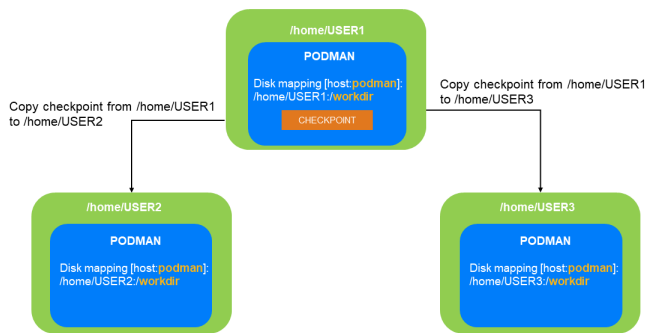 /home/USER1
PODMAN
Disk mapping [host:podman]:
/home/USER1:/workdir
CHECKPOINT
Copy checkpoint from /home/USER1
to /home/USER2
Copy checkpoint from /home/USER1
to /home/USER3
/home/USER2
PODMAN
Disk mapping [host:podman]:
/home/USER2:/workdir
/home/USER3
PODMAN
Disk mapping [host:podman]:
/home/USER3:/workdir